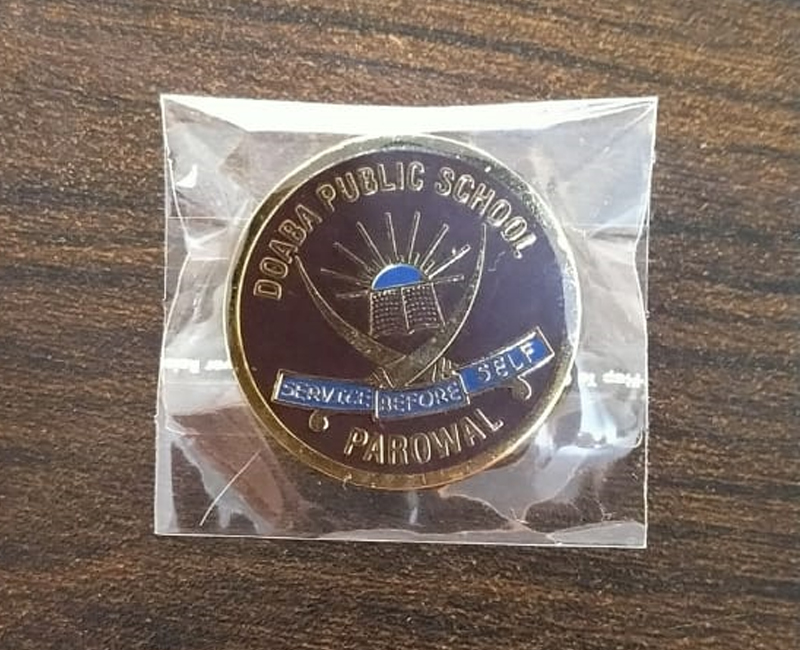 DOABA PUBLIC SCHOOL
SERVICE BEFORE SELF
PAROWAL